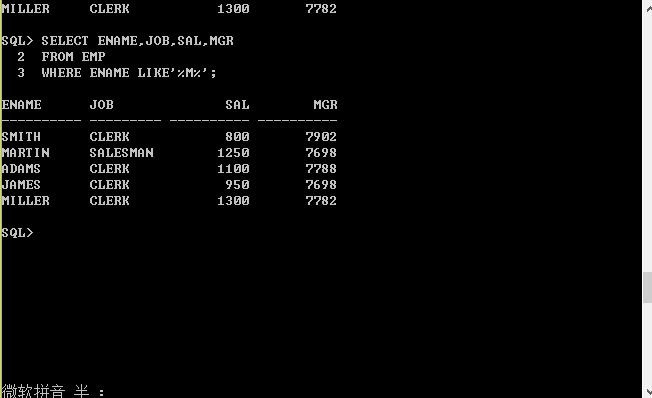 MILLER     CLERK           1300       7782
SQL> SELECT ENAME,JOB,SAL,MGR
  2  FROM EMP
  3  WHERE ENAME LIKE'%M%';
ENAME      JOB              SAL        MGR
---------- --------- ---------- ----------
SMITH      CLERK            800       7902
MARTIN     SALESMAN        1250       7698
ADAMS      CLERK           1100       7788
JAMES      CLERK            950       7698
MILLER     CLERK           1300       7782
SQL>
微软拼音 半 :